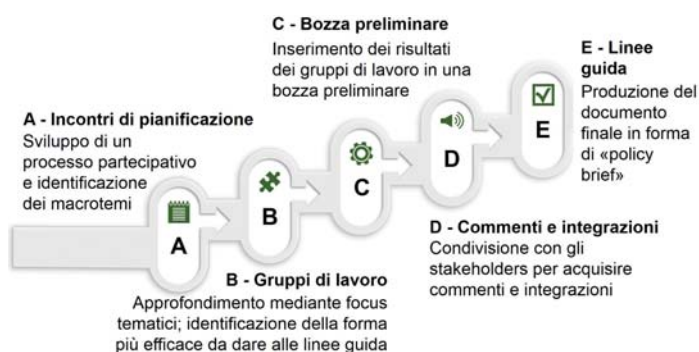 A - Incontri di pianificazione
Sviluppo di un
processo partecipativo
e identificazione
dei macrotemi
A
B - Gruppi di lavoro
Approfondimento mediante focus
tematici; identificazione della forma
più efficace da dare alle linee guida
B
C - Bozza preliminare
Inserimento dei risultati
dei gruppi di lavoro in una
bozza preliminare
C
D - Commenti e integrazioni
Condivisione con gli
stakeholders per acquisire
commenti e integrazioni
D
E - Linee
guida
Produzione del
documento
finale in forma
di «policy
brief»
E